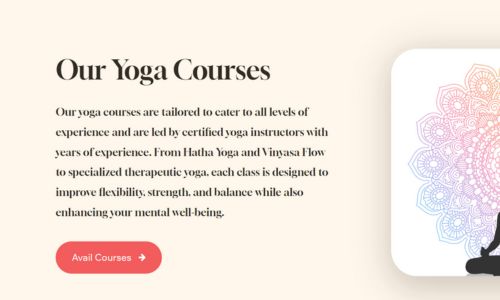 Our Yoga Courses
Our yoga courses are tailored to cater to all levels of
experience and are led by certified yoga instructors with
years of experience. From Hatha Yoga and Vinyasa Flow
to specialized therapeutic yoga, each class is designed to
improve flexibility, strength, and balance while also
enhancing your mental well-being.
Avail Courses →